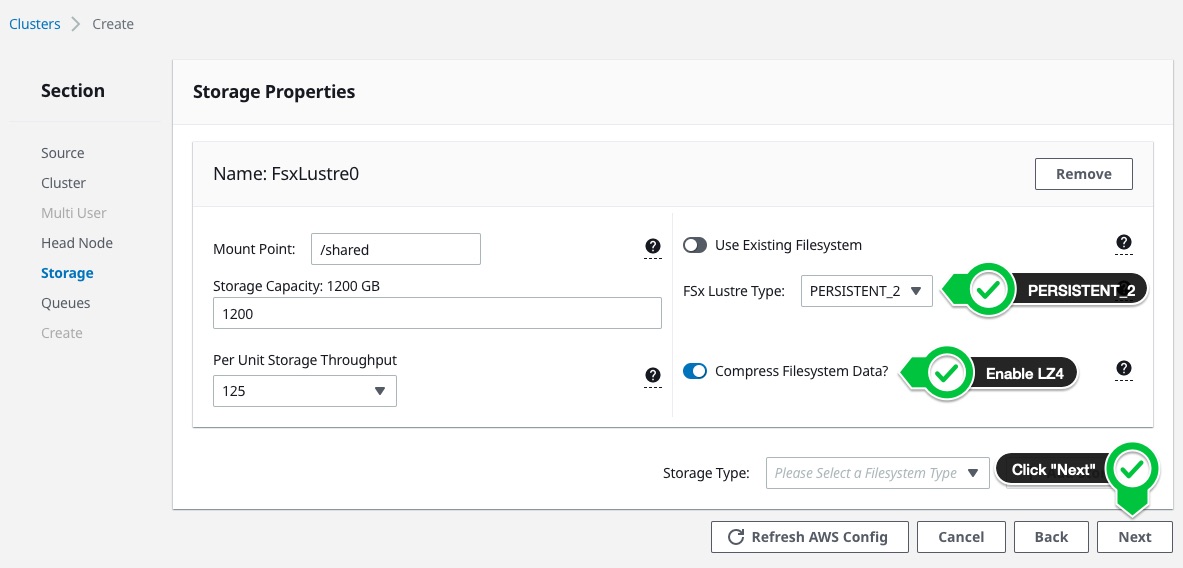 Clusters > Create
Section
Source
Cluster
Multi User
Head Node
Storage
Queues
Create
Storage Properties
Name: FsxLustre0
Remove
Mount Point: /shared
Storage Capacity: 1200 GB
1200
Per Unit Storage Throughput
125
Use Existing Filesystem
FSx Lustre Type: PERSISTENT_2
PERSISTENT_2
Compress Filesystem Data?
Enable LZ4
Storage Type: Please Select a Filesystem Type
Click "Next"
Refresh AWS Config
Cancel
Back
Next